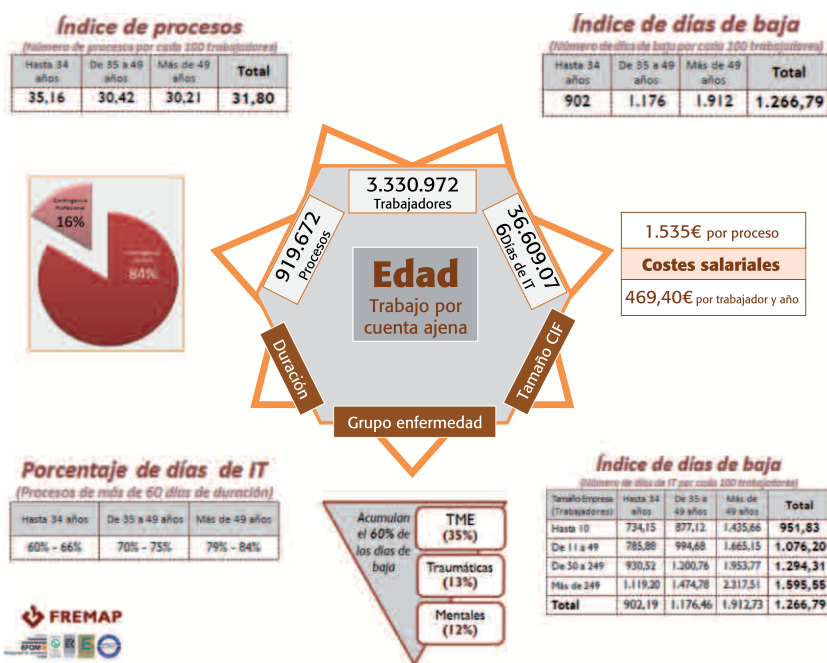 Índice de procesos
(Número de procesos por cada 100 trabajadores)
Hasta 34 años De 35 a 49 años Más de 49 años Total
35,16 30,42 30,21 31,80
Índice de días de baja
(Número de días de baja por cada 100 trabajadores)
Hasta 34 años De 35 a 49 años Más de 49 años Total
902 1.176 1.912 1.266,79
Contingencia Profesional
16%
84%
3.330.972
Trabajadores
919.672
Procesos
36.609.07
6Días de IT
Edad
Trabajo por
cuenta ajena
Duración
Tamaño CIF
Grupo enfermedad
1.535€ por proceso
Costes salariales
469,40€ por trabajador y año
Porcentaje de días de IT
(Procesos de más de 60 días de duración)
Hasta 34 años De 35 a 49 años Más de 49 años
60% - 66% 70% - 75% 79% - 84%
Acumulan
el 60% de
los días de
baja
TME
(35%)
Traumáticas
(13%)
Mentales
(12%)
Índice de días de baja
(Número de días de IT por cada 100 trabajadores)
Tamaño Empresa (Trabajadores) Hasta 34 años De 35 a 49 años Más de 49 años Total
Hasta 10 734,15 877,12 1.435,66 951,83
De 11 a 49 785,88 994,68 1.665,15 1.076,20
De 50 a 249 930,52 1.200,76 1.953,77 1.294,31
Más de 249 1.119,20 1.474,78 2.317,51 1.595,55
Total 902,19 1.176,46 1.912,73 1.266,79
FREMAP
EFQM